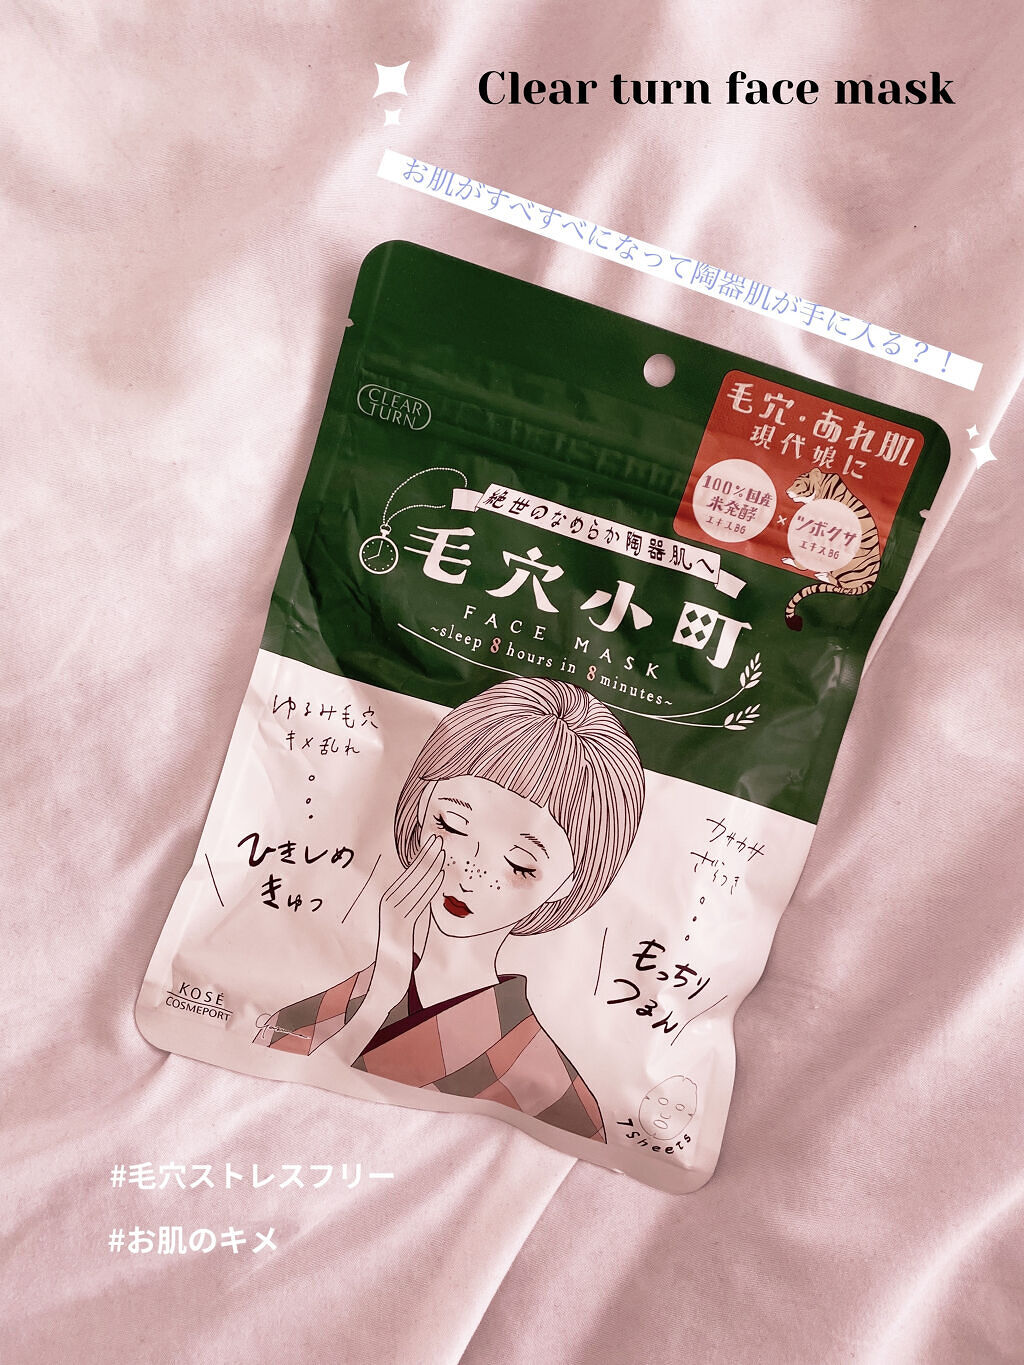 Clear turn face mask
お肌がすべすべになって陶器肌が手に入る？！
CLEAR
TURN
毛穴・あれ肌
現代娘に
100%国産
米発酵
エキスBG
×
ツボクサ
エキスBG
CICA
絶世のなめらか陶器肌へ
毛穴小町
FACE MASK
~sleep 8 hours in 8 minutes~
ゆるみ毛穴
キメ乱れ
ひきしめ
きゅっ
カサカサ
ざらつき
もっちり
つるん
KOSÉ
COSMEPORT
7 Sheets
#毛穴ストレスフリー
#お肌のキメ